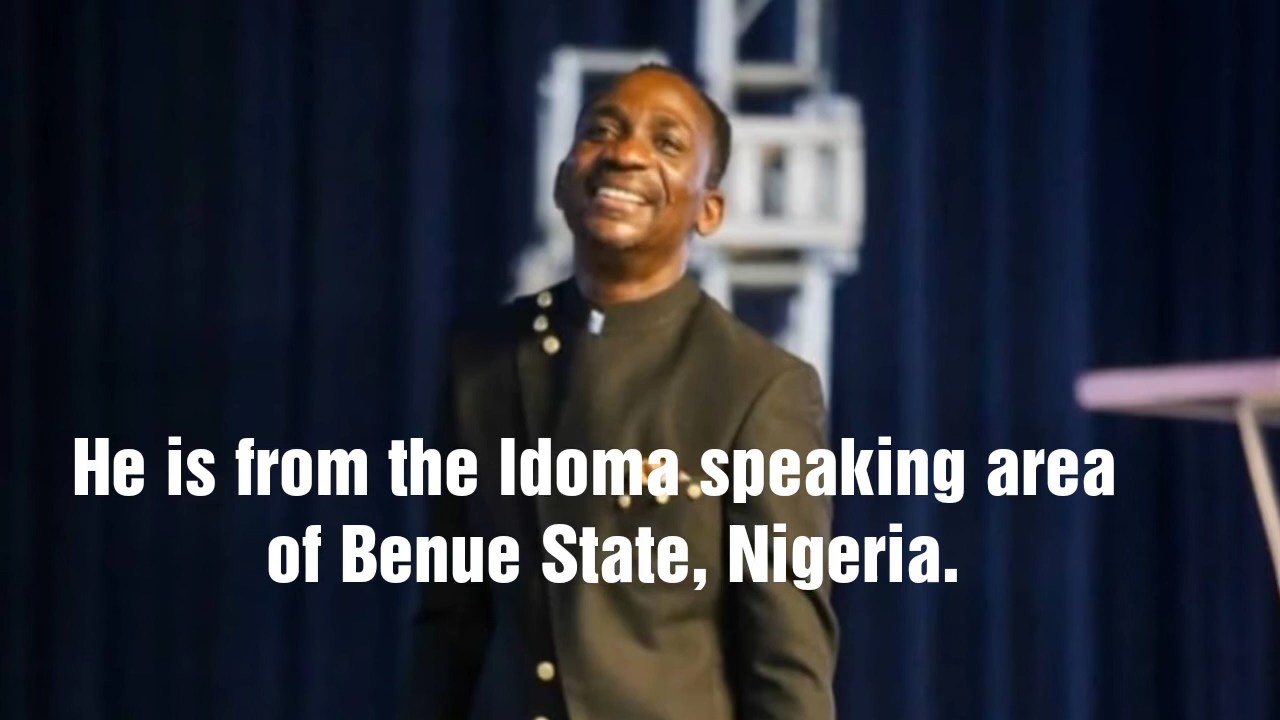 He is from the Idoma speaking area
of Benue State, Nigeria.